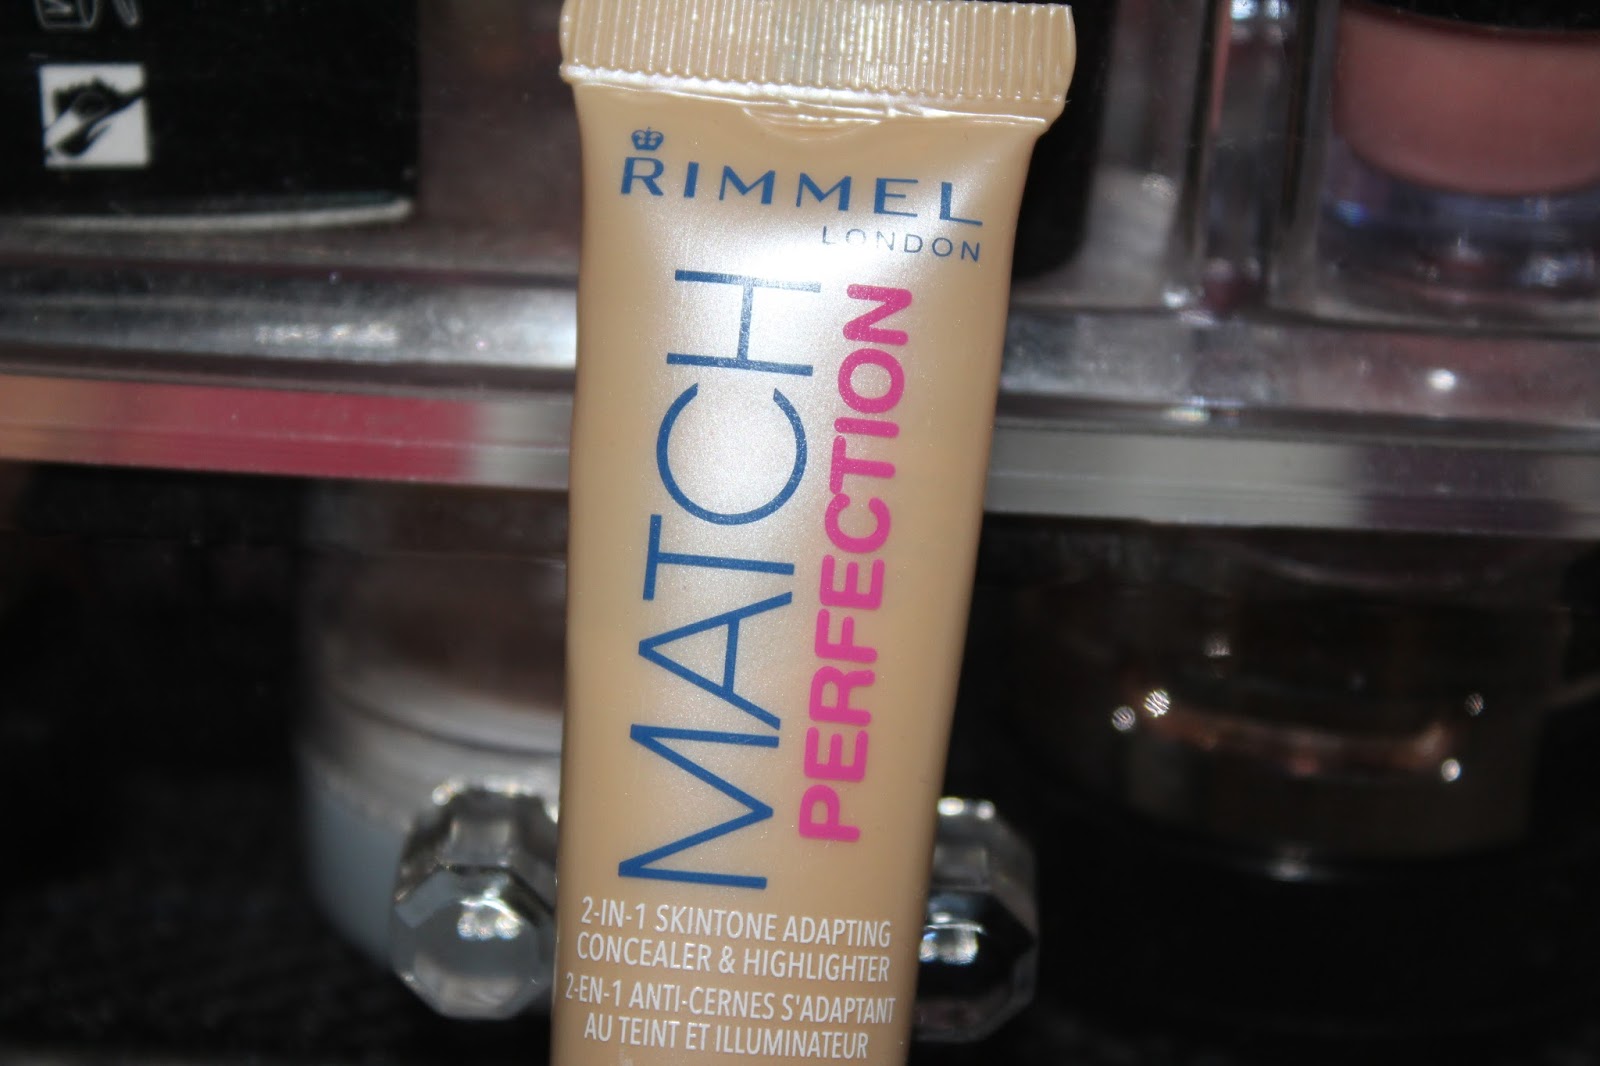 RIMMEL
LONDON
MATCH
PERFECTION
2-IN-1 SKINTONE ADAPTING
CONCEALER & HIGHLIGHTER
2-EN-1 ANTI-CERNES S'ADAPTANT
AU TEINT ET ILLUMINATEUR